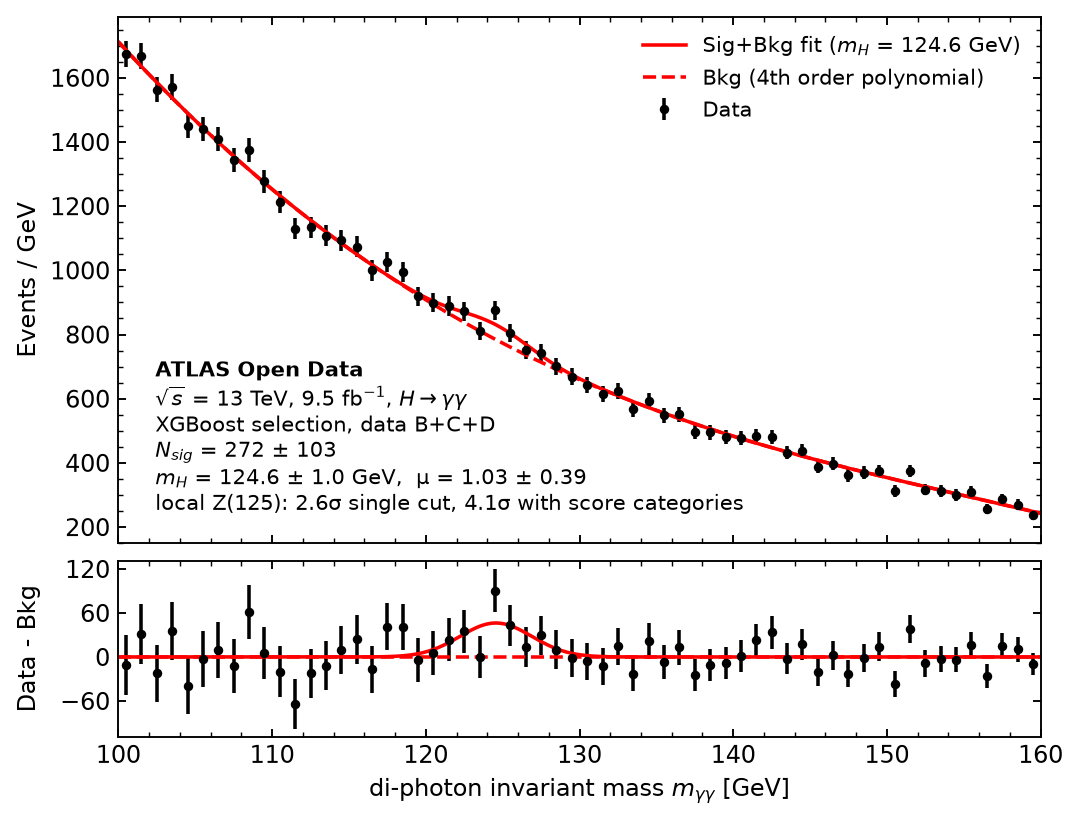 Events / GeV
1600
1400
1200
1000
800
600
400
200
Sig+Bkg fit (m_H = 124.6 GeV)
Bkg (4th order polynomial)
Data
ATLAS Open Data
√s = 13 TeV, 9.5 fb⁻¹, H → γγ
XGBoost selection, data B+C+D
N_sig = 272 ± 103
m_H = 124.6 ± 1.0 GeV, μ = 1.03 ± 0.39
local Z(125): 2.6σ single cut, 4.1σ with score categories
Data - Bkg
120
60
0
−60
100 110 120 130 140 150 160
di-photon invariant mass m_γγ [GeV]